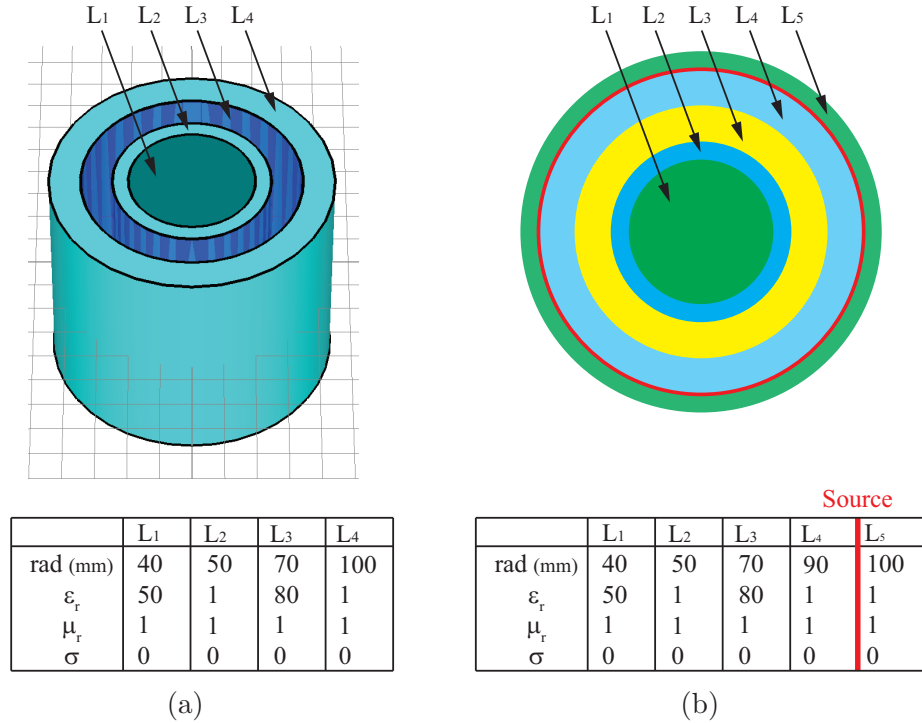 L₁ L₂ L₃ L₄
L₁ L₂ L₃ L₄ L₅
L₁ L₂ L₃ L₄
rad (mm) 40 50 70 100
εᵣ 50 1 80 1
μᵣ 1 1 1 1
σ 0 0 0 0
(a)
Source
L₁ L₂ L₃ L₄ L₅
rad (mm) 40 50 70 90 100
εᵣ 50 1 80 1 1
μᵣ 1 1 1 1 1
σ 0 0 0 0 0
(b)